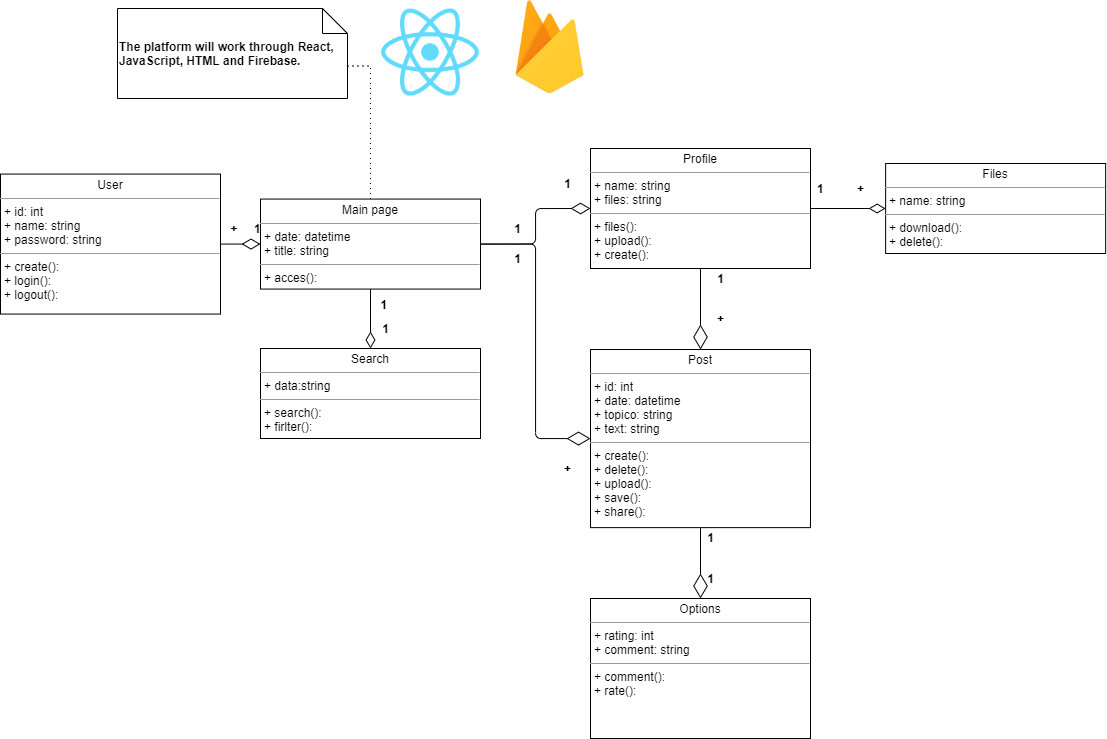 The platform will work through React,
JavaScript, HTML and Firebase.
User
+ id: int
+ name: string
+ password: string
+ create():
+ login():
+ logout():
+
1
Main page
+ date: datetime
+ title: string
+ acces():
1
1
Search
+ data:string
+ search():
+ firlter():
1
1
1
+
Profile
+ name: string
+ files: string
+ files():
+ upload():
+ create():
1
+
Files
+ name: string
+ download():
+ delete():
1
+
Post
+ id: int
+ date: datetime
+ topico: string
+ text: string
+ create():
+ delete():
+ upload():
+ save():
+ share():
1
1
Options
+ rating: int
+ comment: string
+ comment():
+ rate():